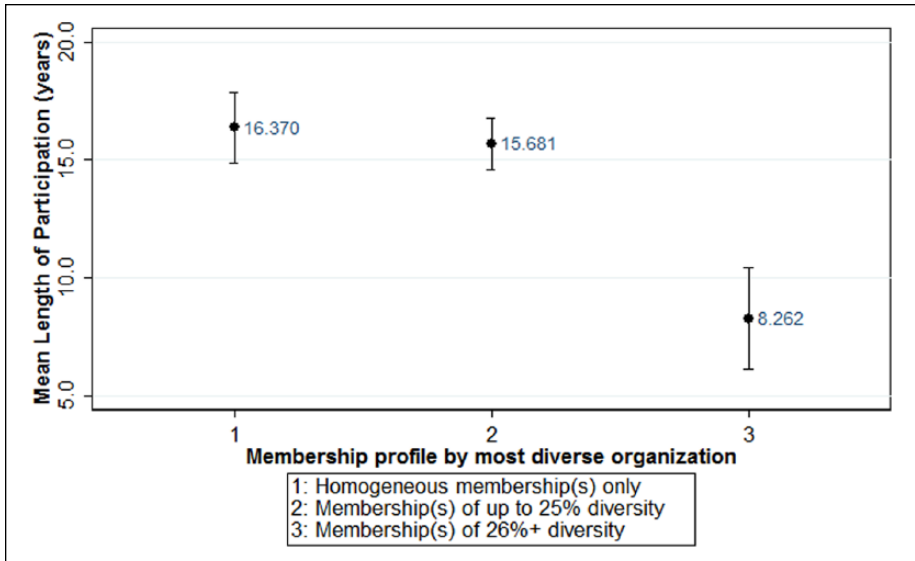 Mean Length of Participation (years)
20.0
15.0
10.0
5.0
16.370
15.681
8.262
1 2 3
Membership profile by most diverse organization
1: Homogeneous membership(s) only
2: Membership(s) of up to 25% diversity
3: Membership(s) of 26%+ diversity